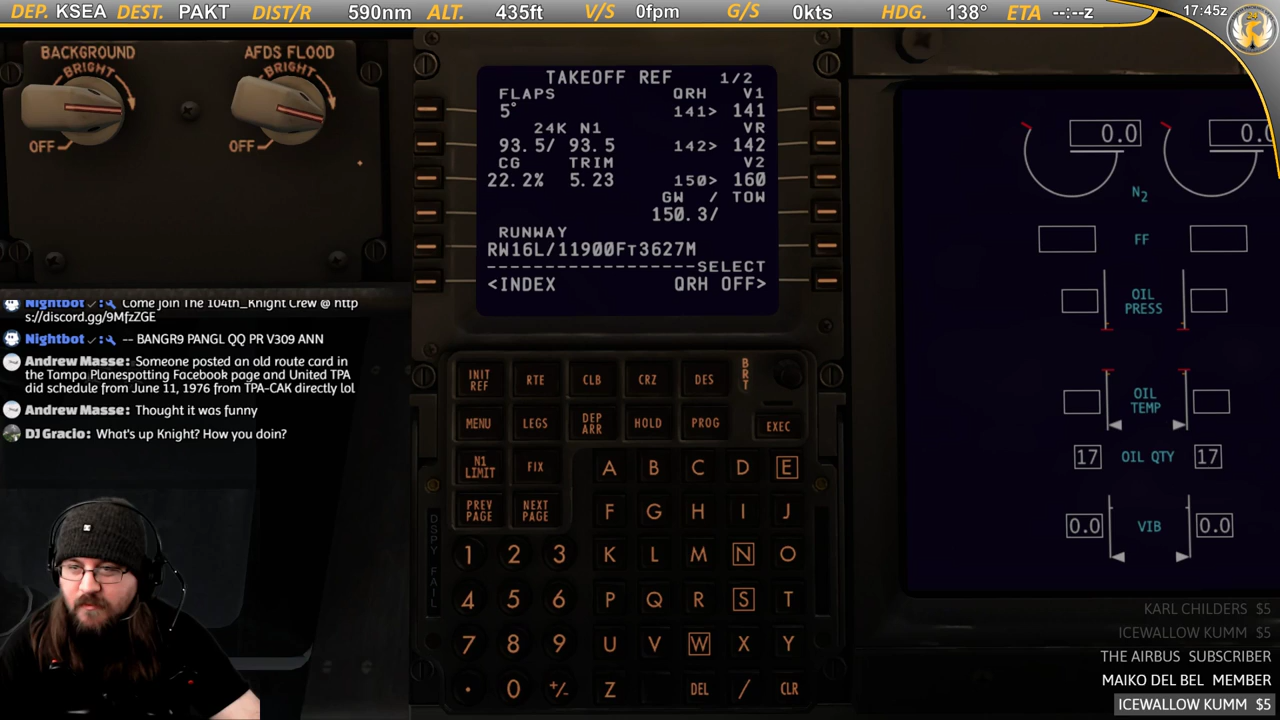 DEP. KSEA DEST. PAKT DIST/R 590nm ALT. 435ft V/S 0fpm G/S 0kts HDG. 138° ETA --:--z 17:45z
BACKGROUND
BRIGHT
OFF
AFDS FLOOD
BRIGHT
OFF
TAKEOFF REF 1/2
FLAPS QRH V1
5° 141> 141
24K N1 VR
93.5/ 93.5 142> 142
CG TRIM V2
22.2% 5.23 150> 160
GW / TOW
150.3/
RUNWAY
RW16L/11900FT3627M
------------------SELECT
<INDEX QRH OFF>
0.0 0.0
N2
FF
OIL PRESS
OIL TEMP
17 OIL QTY 17
0.0 VIB 0.0
Nightbot: Come join The 104th_Knight Crew @ http
s://discord.gg/9MfzZGE
Nightbot: -- BANGR9 PANGL QQ PR V309 ANN
Andrew Masse: Someone posted an old route card in
the Tampa Planespotting Facebook page and United TPA
did schedule from June 11, 1976 from TPA-CAK directly lol
Andrew Masse: Thought it was funny
DJ Gracio: What's up Knight? How you doin?
INIT REF RTE CLB CRZ DES BRT
MENU LEGS DEP ARR HOLD PROG EXEC
N1 LIMIT FIX A B C D E
PREV PAGE NEXT PAGE F G H I J
1 2 3 K L M N O
4 5 6 P Q R S T
7 8 9 U V W X Y
. 0 +/- Z DEL / CLR
DSPY FAIL
KARL CHILDERS $5
ICEWALLOW KUMM $5
THE AIRBUS SUBSCRIBER
MAIKO DEL BEL MEMBER
ICEWALLOW KUMM $5